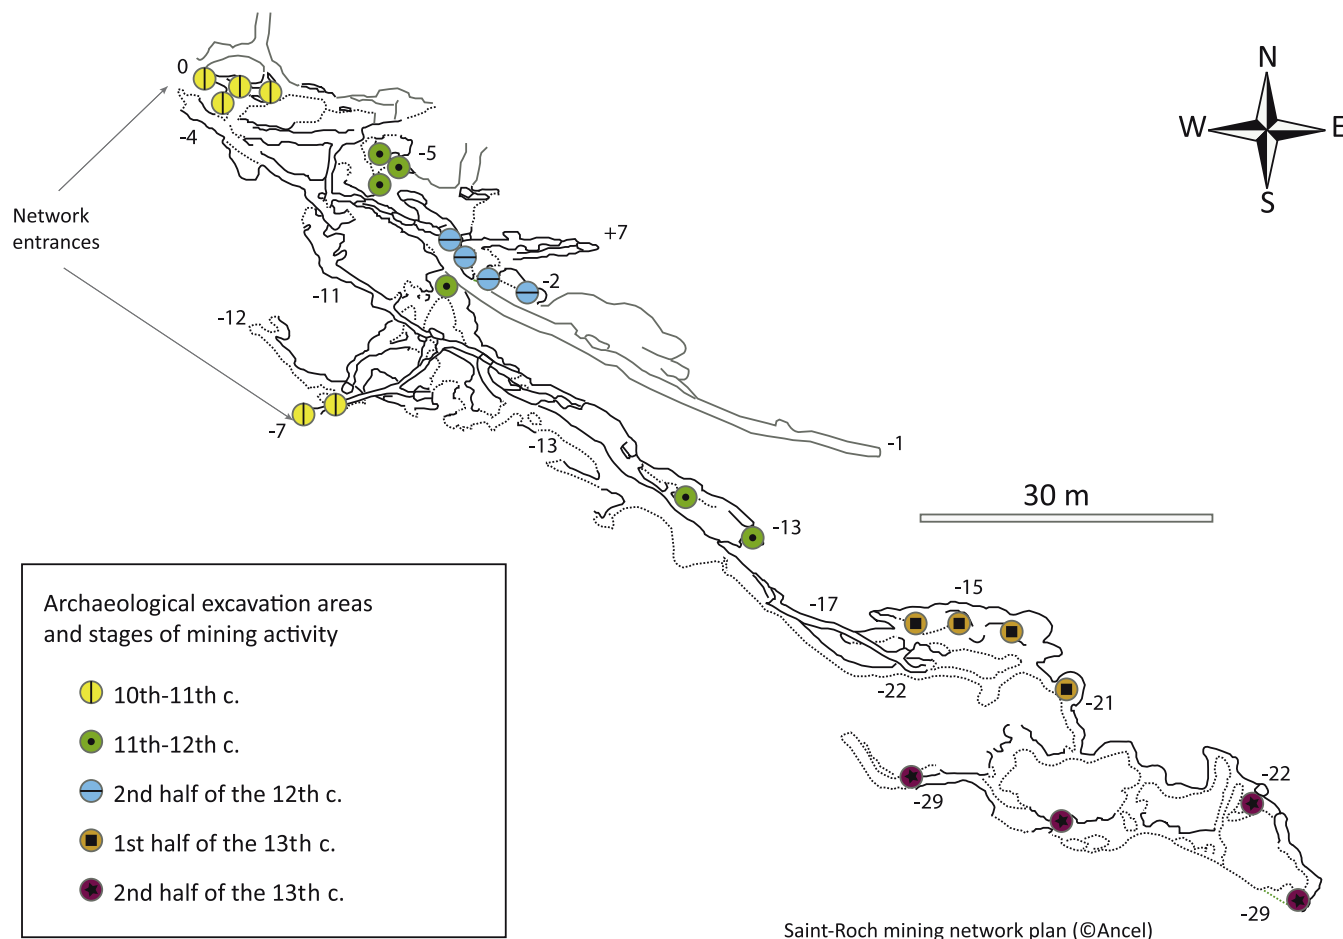 N
W
E
S
0
-4
-5
+7
-2
Network
entrances
-11
-12
-7
-13
-1
30 m
-13
-15
-17
-22
-21
-29
-22
-29
Archaeological excavation areas
and stages of mining activity
10th-11th c.
11th-12th c.
2nd half of the 12th c.
1st half of the 13th c.
2nd half of the 13th c.
Saint-Roch mining network plan (©Ancel)